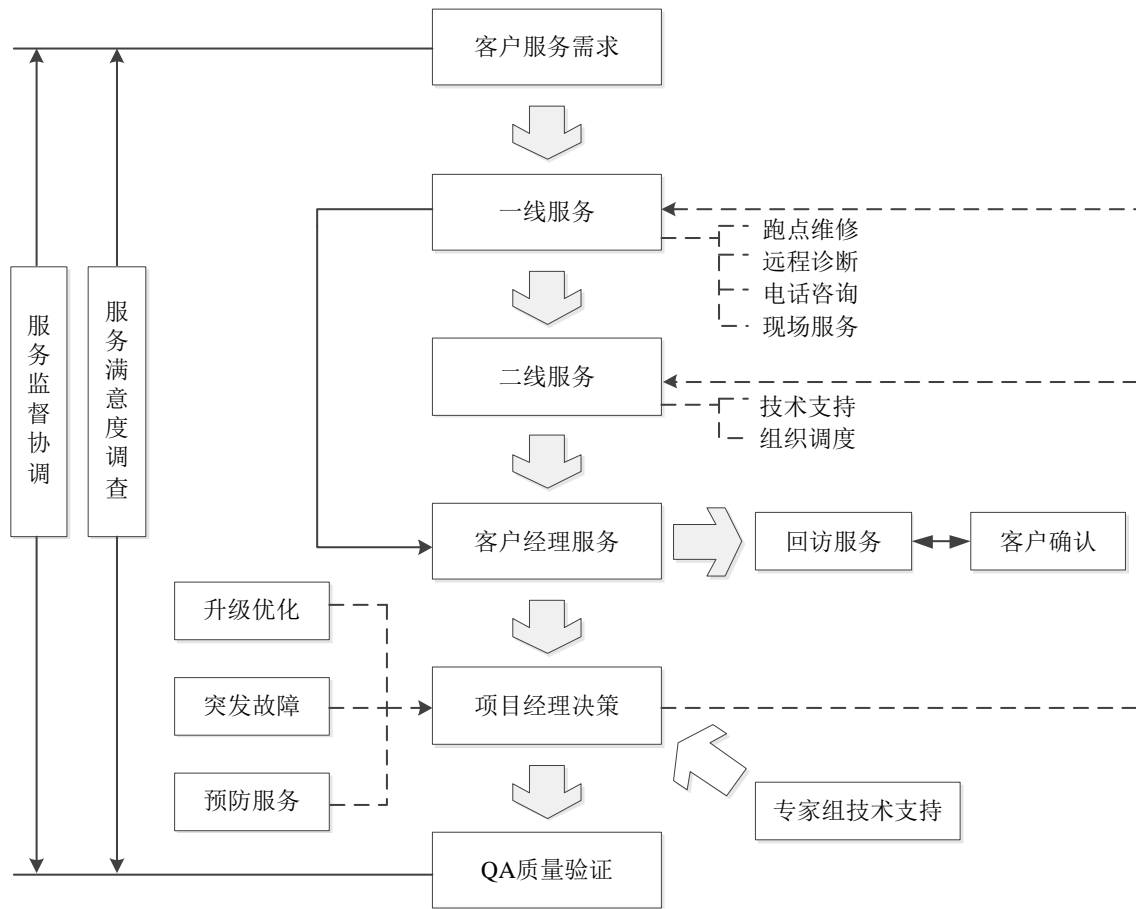 客户服务需求
一线服务
跑点维修
远程诊断
电话咨询
现场服务
服务监督协调
服务满意度调查
二线服务
技术支持
组织调度
客户经理服务
回访服务
客户确认
升级优化
突发故障
项目经理决策
预防服务
专家组技术支持
QA质量验证